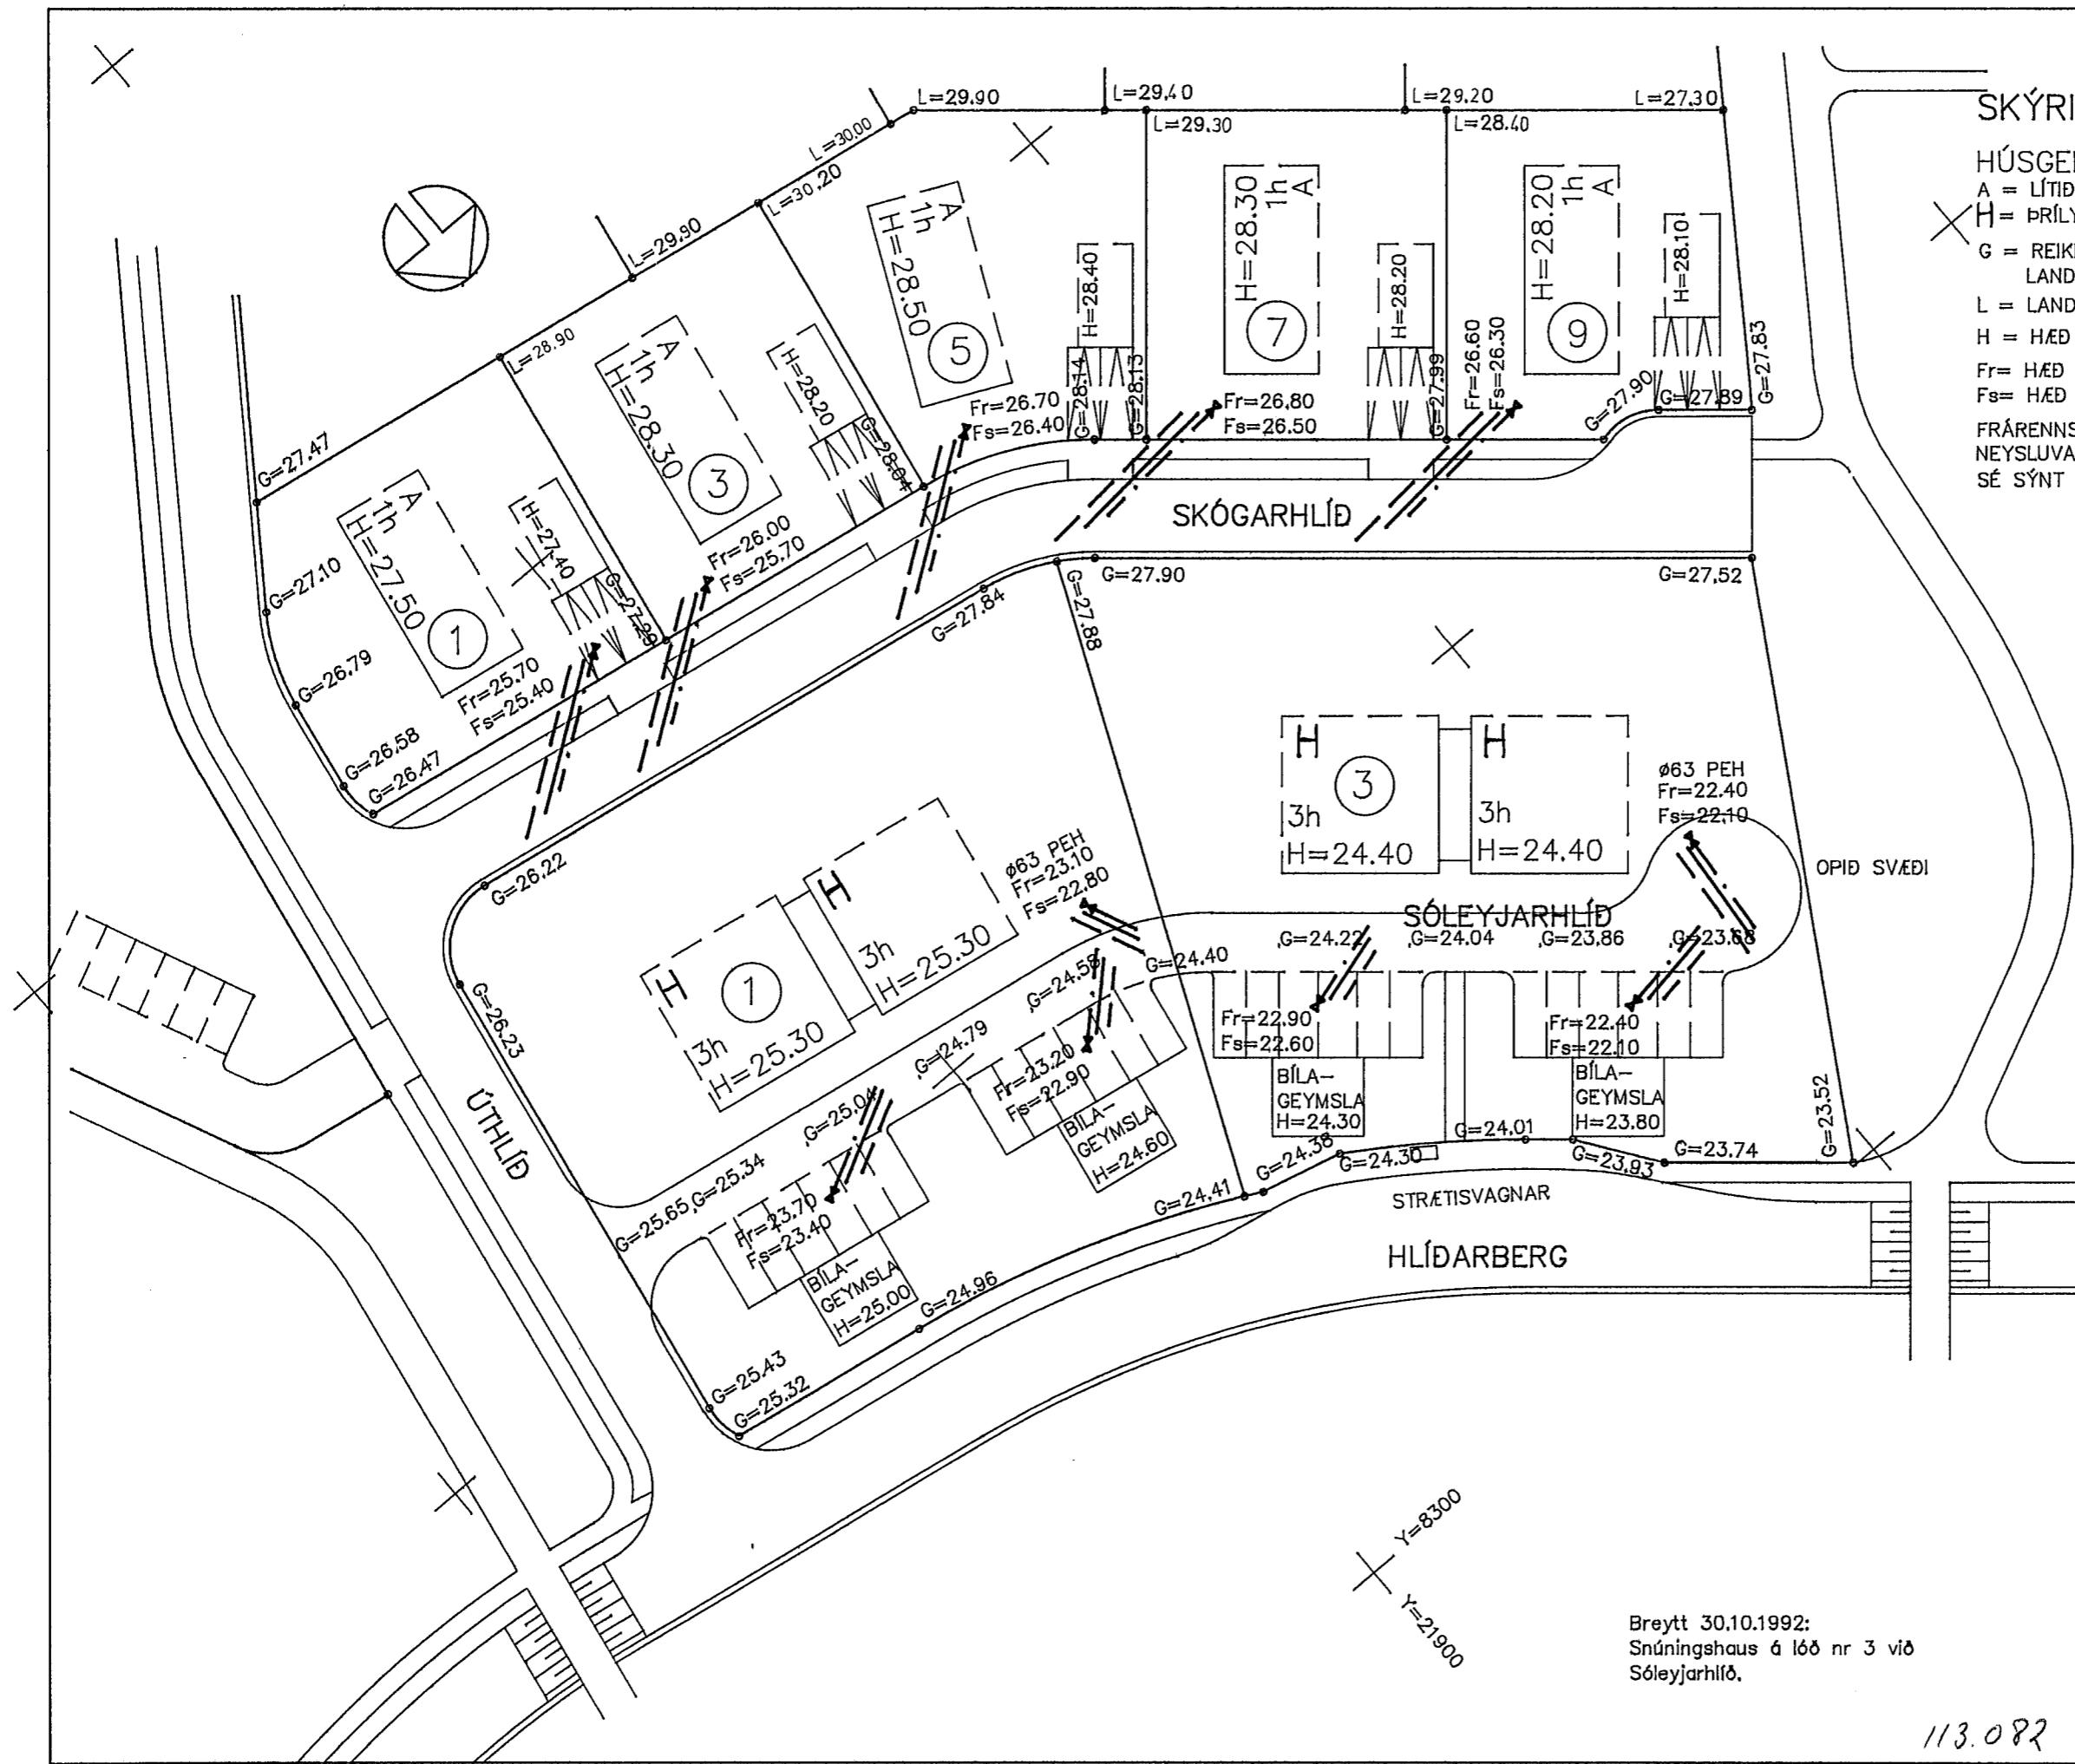 L=29.90
L=29.40
L=29.20
L=27.30
L=29.30
L=28.40
L=30.00
L=30.20
L=29.90
L=28.90
SKÝRI
HÚSGE
A = LÍTIÐ
H = ÞRÍLY
G = REIK
LAND
L = LAND
H = HÆÐ
Fr= HÆÐ
Fs= HÆÐ
FRÁRENNS
NEYSLUVA
SÉ SÝNT
A
1h
H=28.50
5
H=28.40
H=28.30
1h
A
7
H=28.20
H=28.20
1h
A
9
H=28.10
A
1h
H=28.30
3
H=28.20
A
1h
H=27.50
1
H=27.40
G=27.47
G=27.10
G=26.79
G=26.58
G=26.47
Fr=25.70
Fs=25.40
G=27.29
Fr=26.00
Fs=25.70
G=28.04
Fr=26.70
Fs=26.40
G=28.14
G=28.13
Fr=26.80
Fs=26.50
G=27.99
Fr=26.60
Fs=26.30
G=27.90
G=27.89
G=27.83
SKÓGARHLÍÐ
G=27.90
G=27.52
G=27.84
G=27.88
G=26.22
G=26.23
H
3h
H=24.40
3
H
3h
H=24.40
ø63 PEH
Fr=22.40
Fs=22.10
OPIÐ SVÆÐI
SÓLEYJARHLÍÐ
H
3h
H=25.30
1
H
3h
H=25.30
ø63 PEH
Fr=23.10
Fs=22.80
G=24.40
G=24.22
G=24.04
G=23.86
G=23.68
G=24.58
G=24.79
G=25.04
G=25.34
G=25.65
Fr=22.90
Fs=22.60
BÍLA-
GEYMSLA
H=24.30
Fr=22.40
Fs=22.10
BÍLA-
GEYMSLA
H=23.80
Fr=23.20
Fs=22.90
BÍLA-
GEYMSLA
H=24.60
Fr=23.70
Fs=23.40
BÍLA-
GEYMSLA
H=25.00
ÚTHLÍÐ
G=24.41
G=24.38
G=24.30
G=24.01
G=23.93
G=23.74
G=23.52
G=24.96
G=25.43
G=25.32
STRÆTISVAGNAR
HLÍÐARBERG
Y=8300
Y=21900
Breytt 30.10.1992:
Snúningshaus á lóð nr 3 við
Sóleyjarhlíð.
113.082